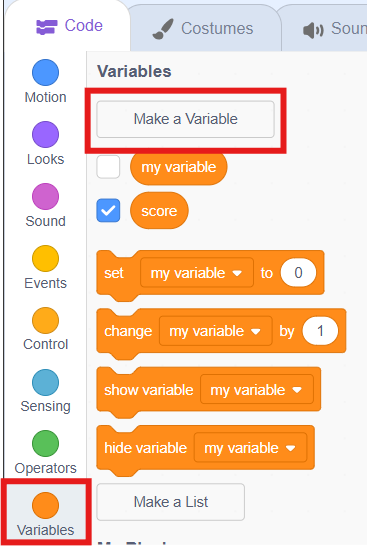 Code
Costumes
Soun
Motion
Looks
Sound
Events
Control
Sensing
Operators
Variables
Variables
Make a Variable
my variable
score
set my variable to 0
change my variable by 1
show variable my variable
hide variable my variable
Make a List